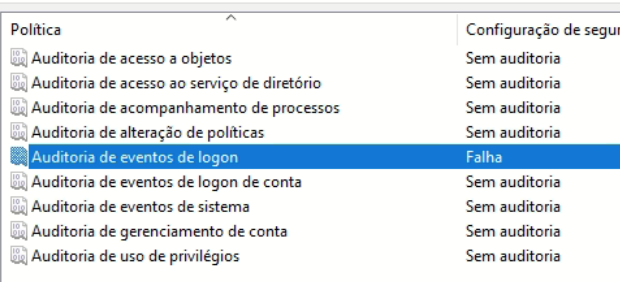 Política Configuração de segur
Auditoria de acesso a objetos Sem auditoria
Auditoria de acesso ao serviço de diretório Sem auditoria
Auditoria de acompanhamento de processos Sem auditoria
Auditoria de alteração de políticas Sem auditoria
Auditoria de eventos de logon Falha
Auditoria de eventos de logon de conta Sem auditoria
Auditoria de eventos de sistema Sem auditoria
Auditoria de gerenciamento de conta Sem auditoria
Auditoria de uso de privilégios Sem auditoria